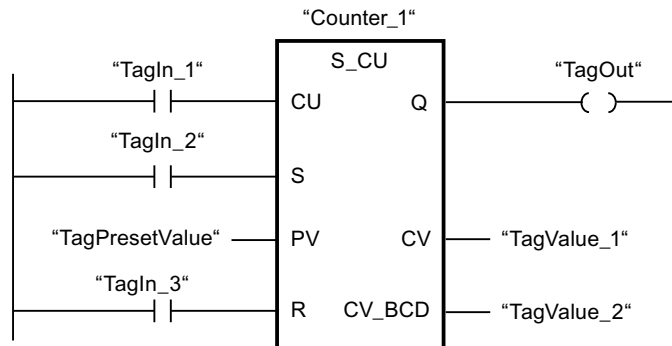 “Counter_1“
S_CU
“TagIn_1“
“TagOut“
CU
Q
“TagIn_2“
S
“TagPresetValue“
PV
CV
“TagValue_1“
“TagIn_3“
R
CV_BCD
“TagValue_2“